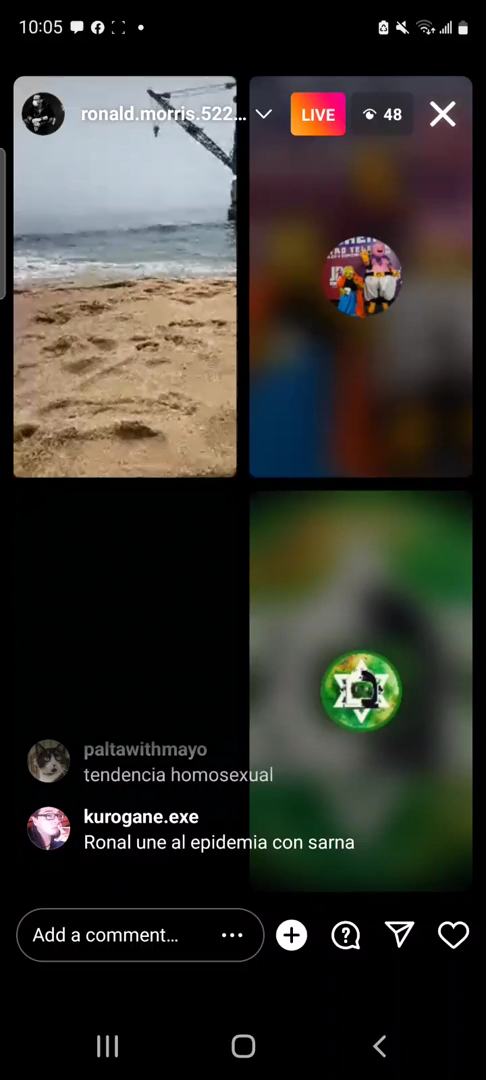 10:05
ronald.morris.522...
LIVE
48
paltawithmayo
tendencia homosexual
kurogane.exe
Ronal une al epidemia con sarna
Add a comment...